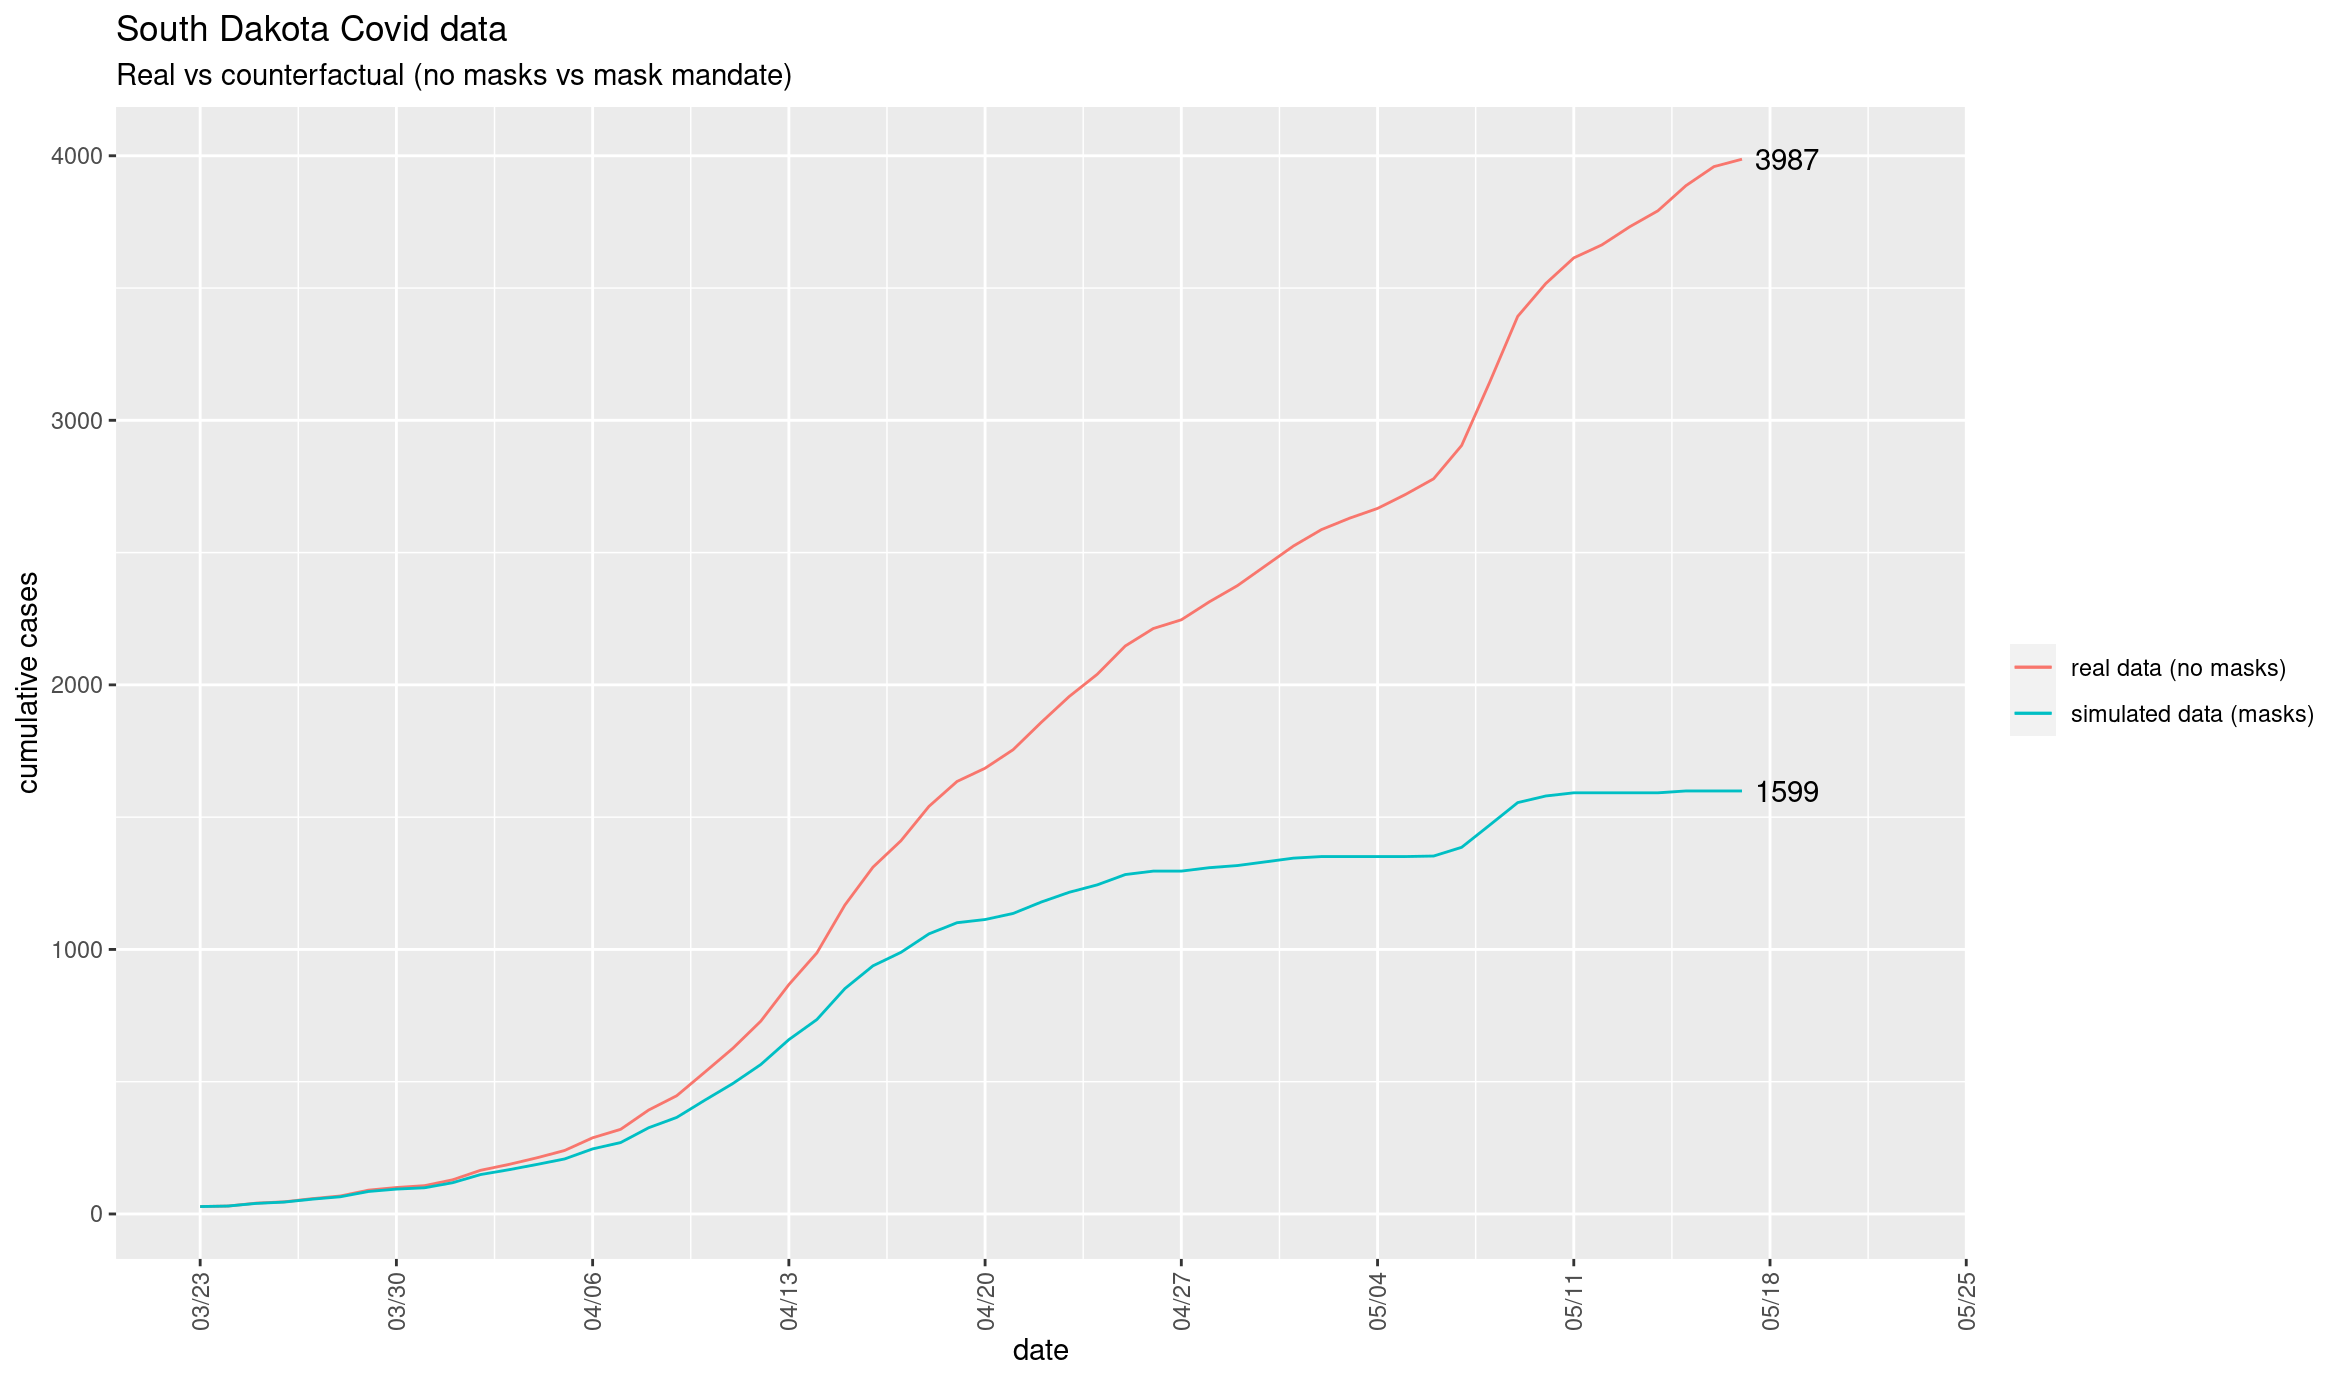 South Dakota Covid data
Real vs counterfactual (no masks vs mask mandate)
cumulative cases
4000
3000
2000
1000
0
3987
1599
real data (no masks)
simulated data (masks)
03/23
03/30
04/06
04/13
04/20
04/27
05/04
05/11
05/18
05/25
date